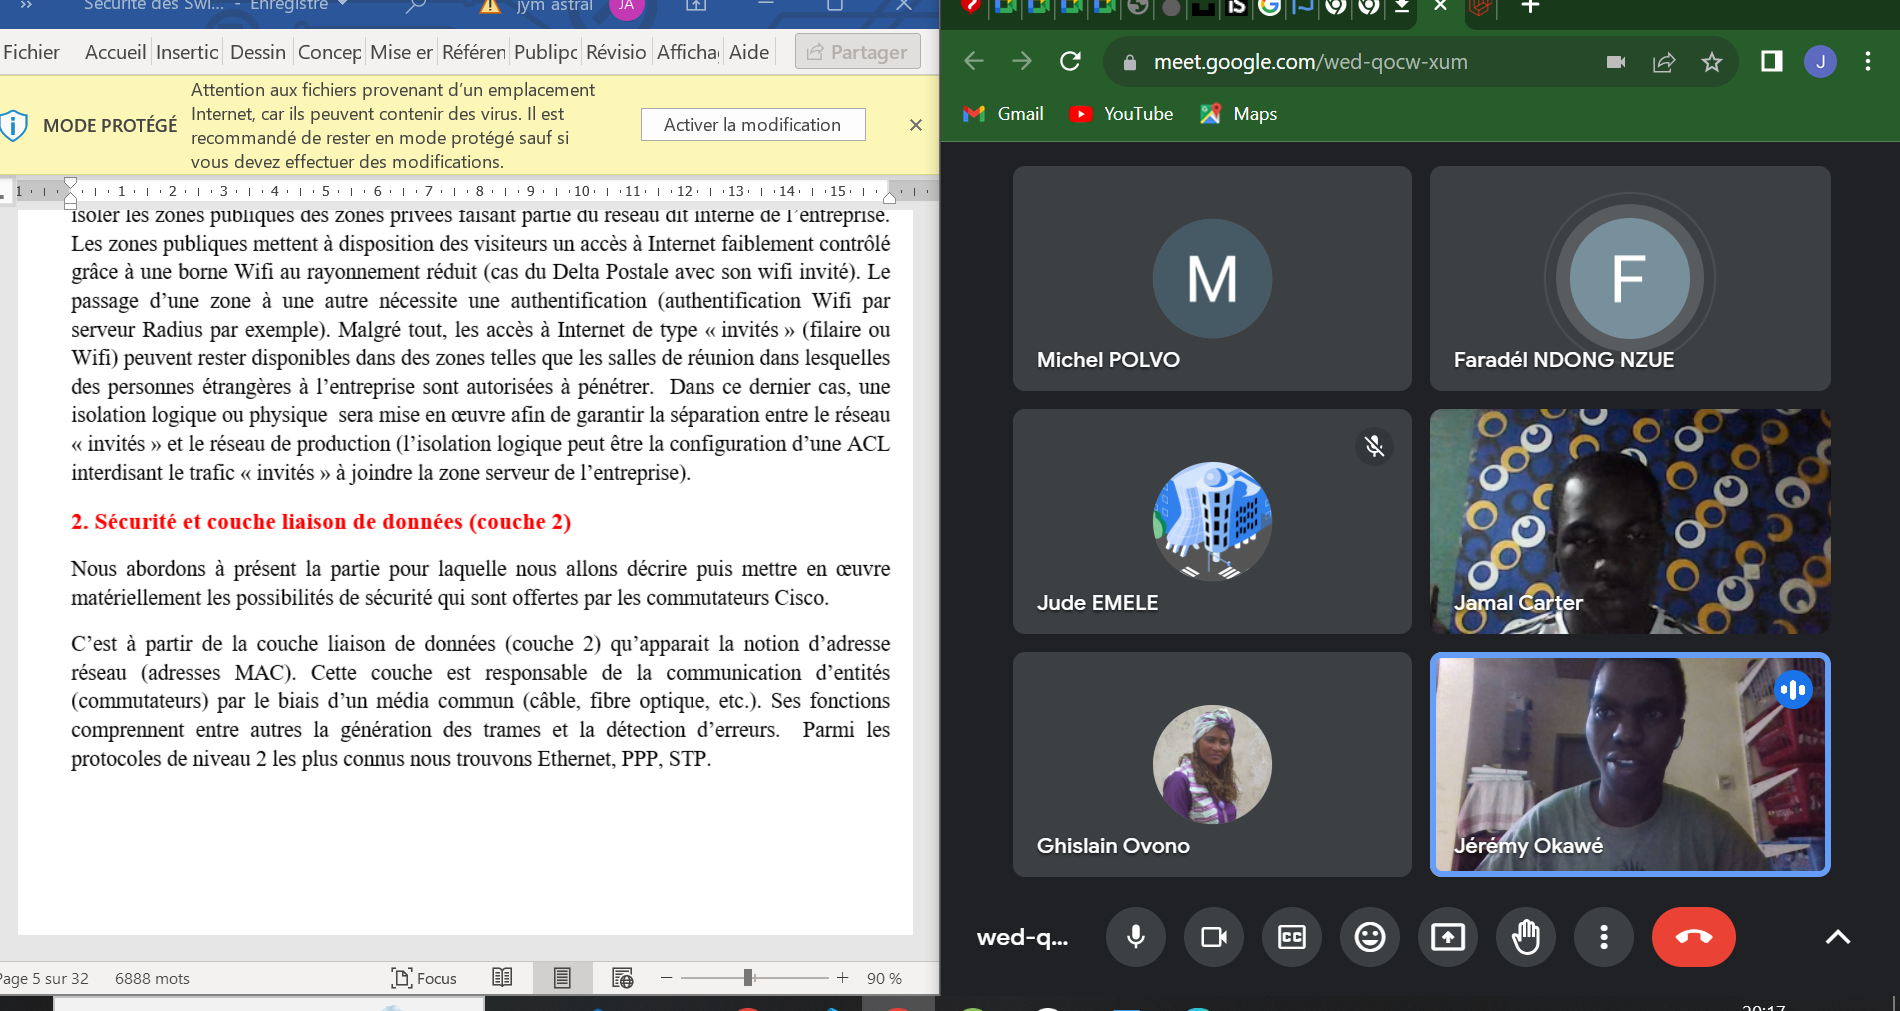 Sécurité des Swi... - Enregistré
jym astral
JA
Fichier Accueil Insertic Dessin Concep Mise er Référen Publipc Révisio Afficha Aide Partager
MODE PROTÉGÉ
Attention aux fichiers provenant d’un emplacement
Internet, car ils peuvent contenir des virus. Il est
recommandé de rester en mode protégé sauf si
vous devez effectuer des modifications.
Activer la modification
1 1 2 3 4 5 6 7 8 9 10 11 12 13 14 15
isoler les zones publiques des zones privées faisant partie du réseau dit interne de l’entreprise.
Les zones publiques mettent à disposition des visiteurs un accès à Internet faiblement contrôlé
grâce à une borne Wifi au rayonnement réduit (cas du Delta Postale avec son wifi invité). Le
passage d’une zone à une autre nécessite une authentification (authentification Wifi par
serveur Radius par exemple). Malgré tout, les accès à Internet de type « invités » (filaire ou
Wifi) peuvent rester disponibles dans des zones telles que les salles de réunion dans lesquelles
des personnes étrangères à l’entreprise sont autorisées à pénétrer. Dans ce dernier cas, une
isolation logique ou physique sera mise en œuvre afin de garantir la séparation entre le réseau
« invités » et le réseau de production (l’isolation logique peut être la configuration d’une ACL
interdisant le trafic « invités » à joindre la zone serveur de l’entreprise).
2. Sécurité et couche liaison de données (couche 2)
Nous abordons à présent la partie pour laquelle nous allons décrire puis mettre en œuvre
matériellement les possibilités de sécurité qui sont offertes par les commutateurs Cisco.
C’est à partir de la couche liaison de données (couche 2) qu’apparait la notion d’adresse
réseau (adresses MAC). Cette couche est responsable de la communication d’entités
(commutateurs) par le biais d’un média commun (câble, fibre optique, etc.). Ses fonctions
comprennent entre autres la génération des trames et la détection d’erreurs. Parmi les
protocoles de niveau 2 les plus connus nous trouvons Ethernet, PPP, STP.
Page 5 sur 32 6888 mots Focus 90 %
meet.google.com/wed-qocw-xum
J
Gmail YouTube Maps
M
Michel POLVO
F
Faradél NDONG NZUE
Jude EMELE
Jamal Carter
Ghislain Ovono
Jérémy Okawé
wed-q...
CC
20:17